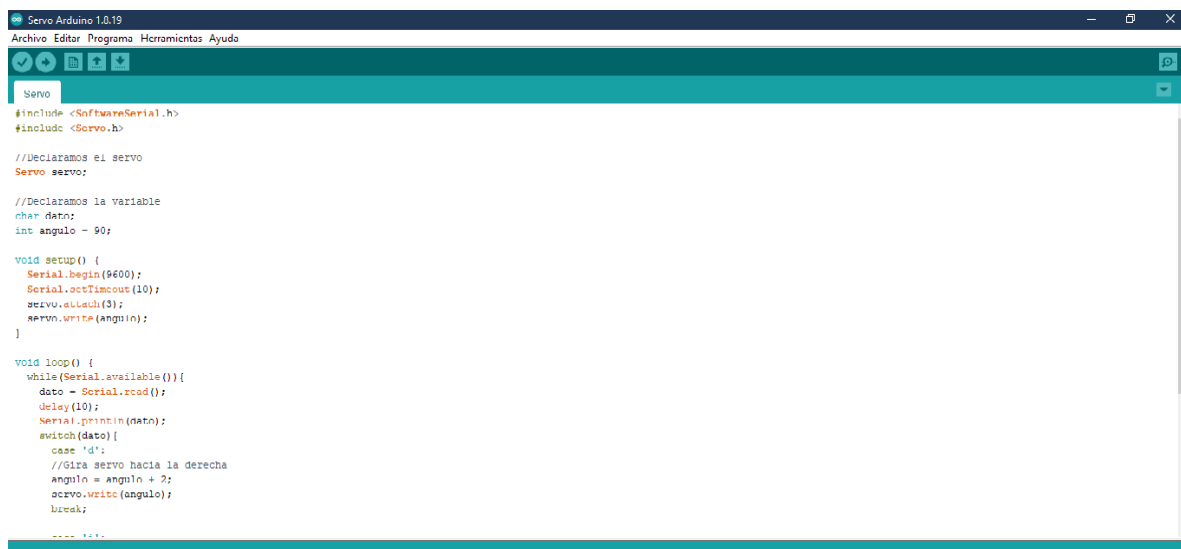 Servo Arduino 1.8.19
Archivo Editar Programa Herramientas Ayuda
Servo
#include <SoftwareSerial.h>
#include <Servo.h>
//Declaramos el servo
Servo servo;
//Declaramos la variable
char dato;
int angulo = 90;
void setup() {
Serial.begin(9600);
Serial.setTimeout(10);
servo.attach(3);
servo.write(angulo);
}
void loop() {
while(Serial.available()){
dato = Serial.read();
delay(10);
Serial.println(dato);
switch(dato){
case 'd':
//Gira servo hacia la derecha
angulo = angulo + 2;
servo.write(angulo);
break;